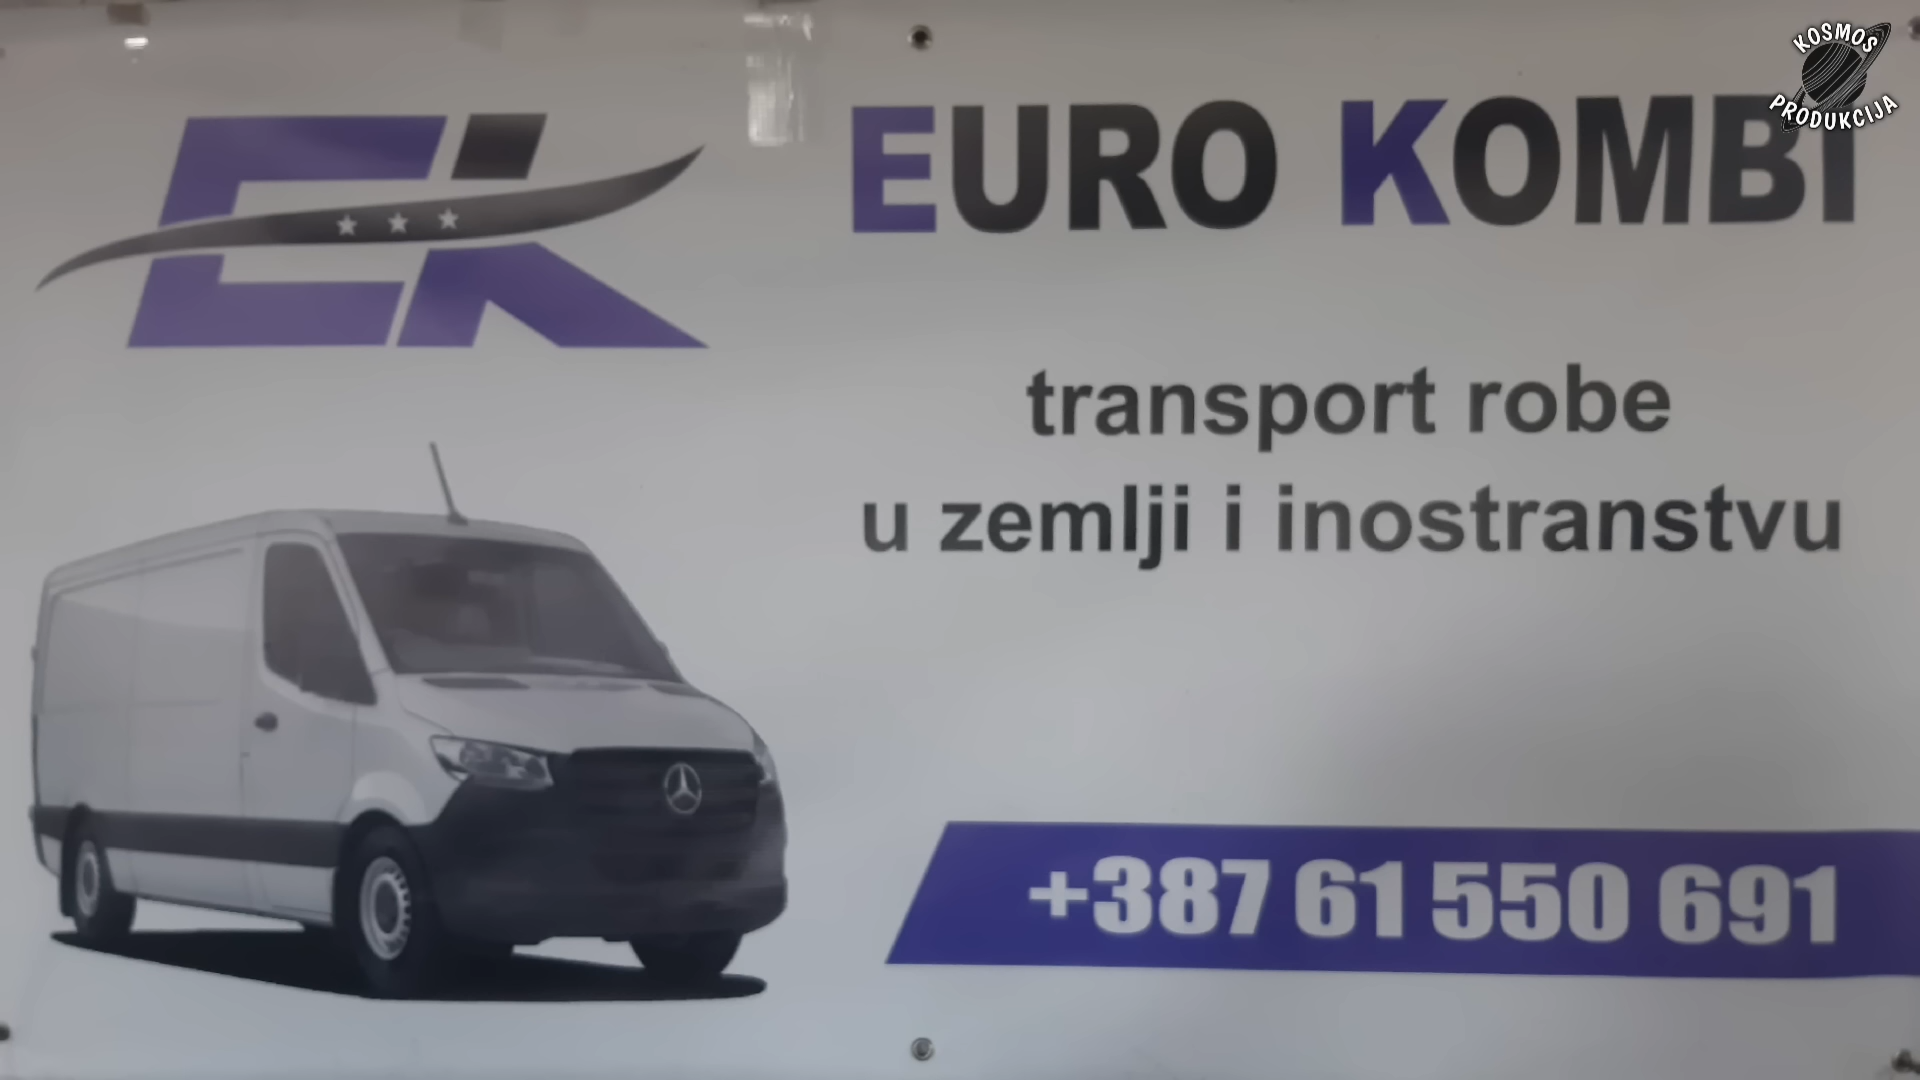 KOSMOS
PRODUKCIJA
EK
EURO KOMBI
transport robe
u zemlji i inostranstvu
+387 61 550 691